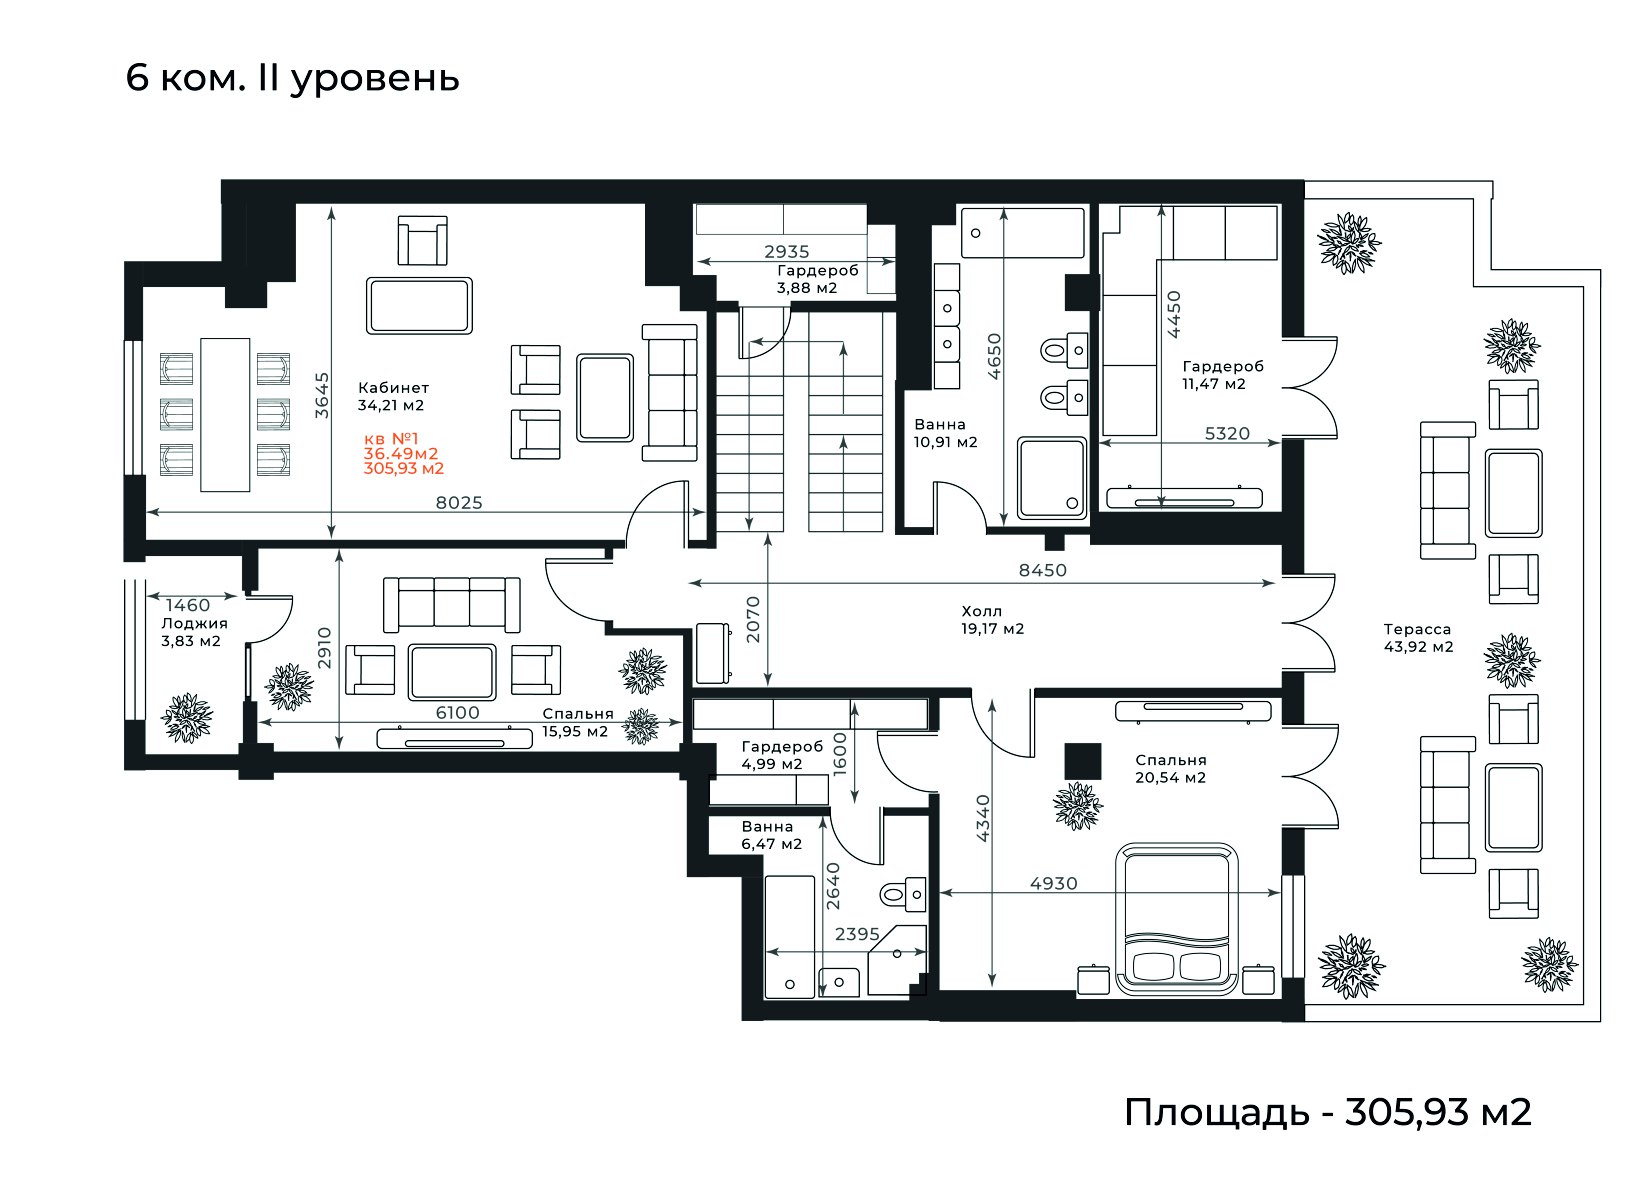 6 ком. II уровень
2935
Гардероб
3,88 м2
3645
Кабинет
34,21 м2
кв №1
36.49м2
305,93 м2
8025
4650
Ванна
10,91 м2
4450
Гардероб
11,47 м2
5320
1460
Лоджия
3,83 м2
2910
6100
Спальня
15,95 м2
2070
8450
Холл
19,17 м2
Терасса
43,92 м2
Гардероб
4,99 м2
1600
Ванна
6,47 м2
2640
2395
4340
Спальня
20,54 м2
4930
Площадь - 305,93 м2